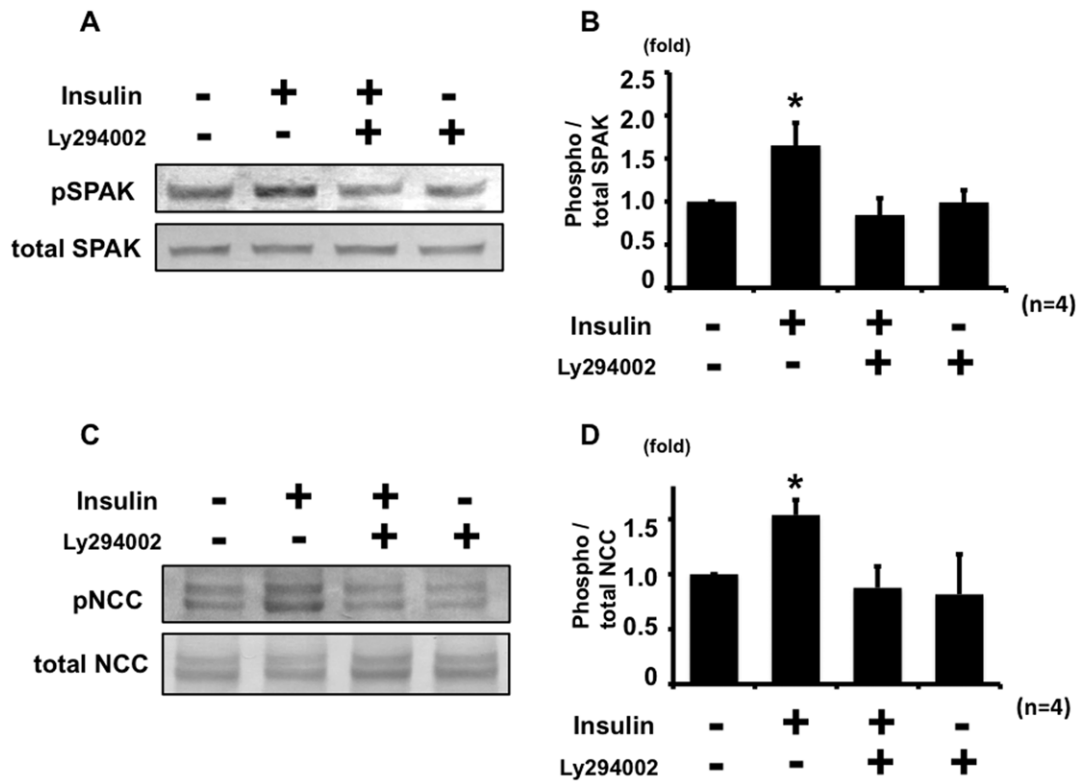 A
Insulin - + + -
Ly294002 - - + +
pSPAK
total SPAK
B
(fold)
Phospho /
total SPAK
2.5
2.0
1.5
1.0
0.5
0
*
(n=4)
Insulin - + + -
Ly294002 - - + +
C
Insulin - + + -
Ly294002 - - + +
pNCC
total NCC
D
(fold)
Phospho /
total NCC
1.5
1.0
0.5
0
*
(n=4)
Insulin - + + -
Ly294002 - - + +